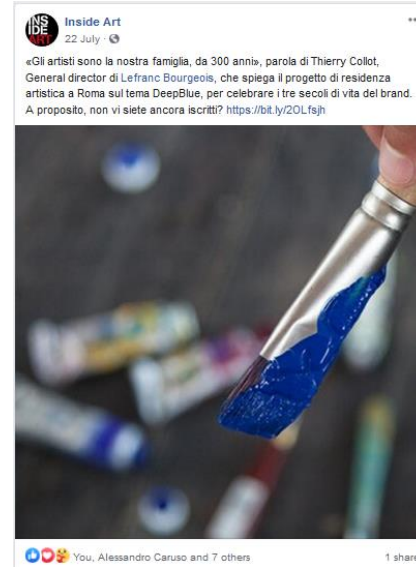 INS
IDE
ART
Inside Art
22 July
«Gli artisti sono la nostra famiglia, da 300 anni», parola di Thierry Collot,
General director di Lefranc Bourgeois, che spiega il progetto di residenza
artistica a Roma sul tema DeepBlue, per celebrare i tre secoli di vita del brand.
A proposito, non vi siete ancora iscritti? https://bit.ly/2OLfsjh
You, Alessandro Caruso and 7 others
1 share